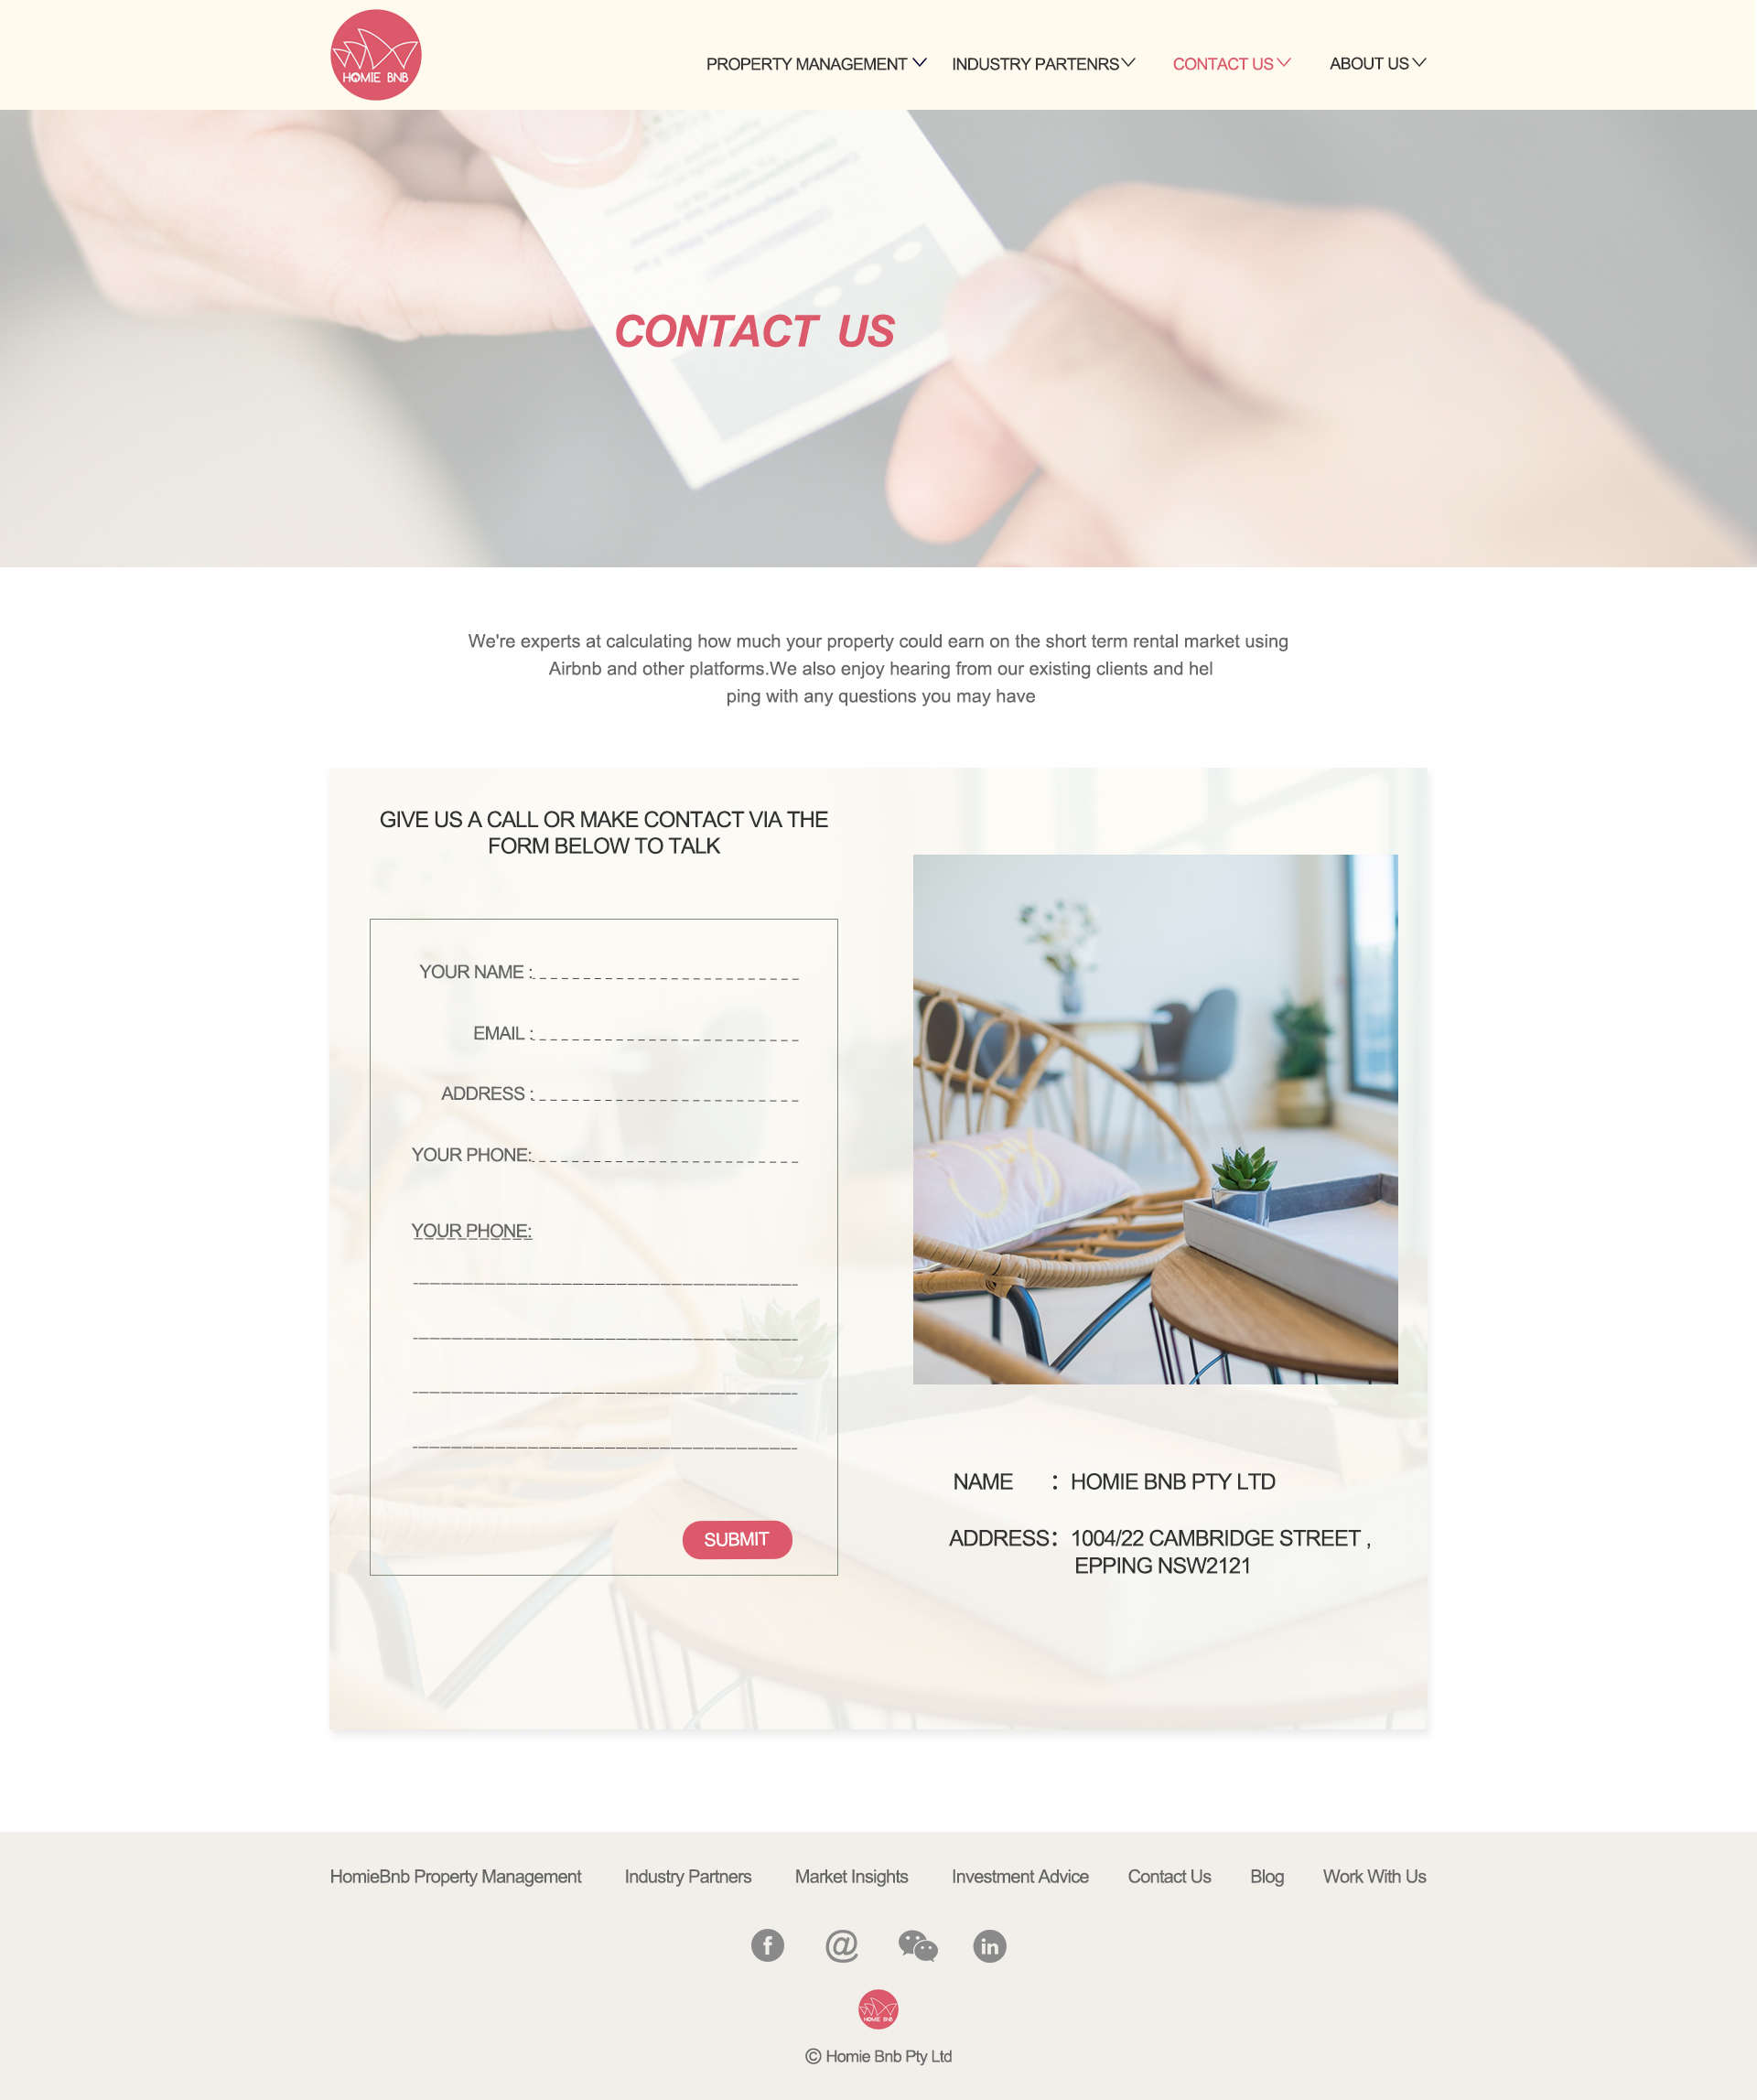 HOMIE BNB
PROPERTY MANAGEMENT INDUSTRY PARTENRS CONTACT US ABOUT US
CONTACT US
We're experts at calculating how much your property could earn on the short term rental market using
Airbnb and other platforms.We also enjoy hearing from our existing clients and hel
ping with any questions you may have
GIVE US A CALL OR MAKE CONTACT VIA THE
FORM BELOW TO TALK
YOUR NAME :
EMAIL :
ADDRESS :
YOUR PHONE:
YOUR PHONE:
SUBMIT
NAME : HOMIE BNB PTY LTD
ADDRESS: 1004/22 CAMBRIDGE STREET ,
EPPING NSW2121
HomieBnb Property Management Industry Partners Market Insights Investment Advice Contact Us Blog Work With Us
HOMIE BNB
© Homie Bnb Pty Ltd